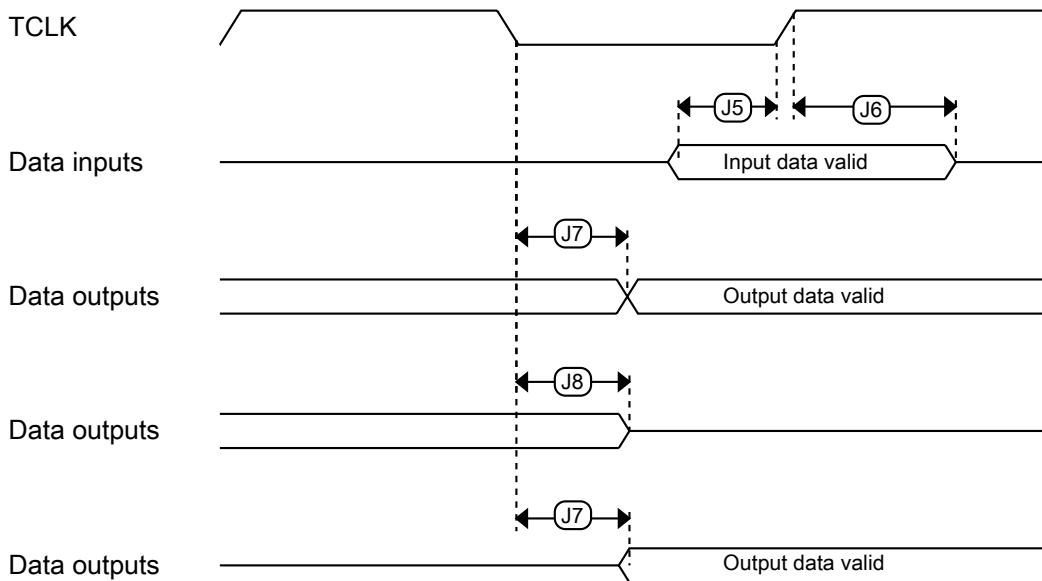 TCLK
J5
J6
Data inputs
Input data valid
J7
Data outputs
Output data valid
J8
Data outputs
J7
Data outputs
Output data valid